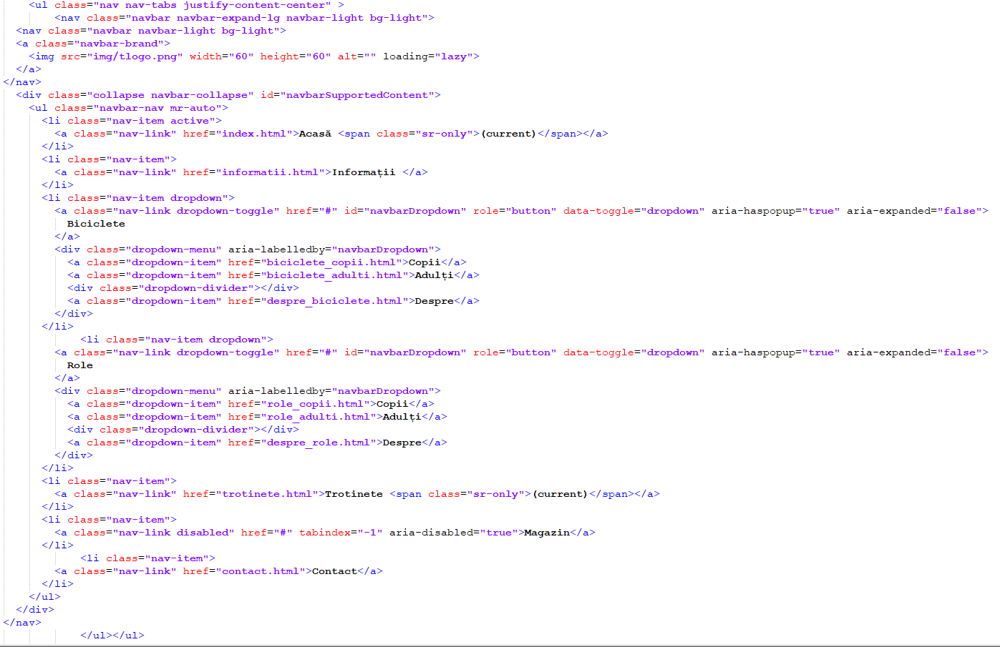 <ul class="nav nav-tabs justify-content-center" >
<nav class="navbar navbar-expand-lg navbar-light bg-light">
<nav class="navbar navbar-light bg-light">
<a class="navbar-brand">
<img src="img/tlogo.png" width="60" height="60" alt="" loading="lazy">
</a>
</nav>
<div class="collapse navbar-collapse" id="navbarSupportedContent">
<ul class="navbar-nav mr-auto">
<li class="nav-item active">
<a class="nav-link" href="index.html">Acasă <span class="sr-only">(current)</span></a>
</li>
<li class="nav-item">
<a class="nav-link" href="informatii.html">Informații </a>
</li>
<li class="nav-item dropdown">
<a class="nav-link dropdown-toggle" href="#" id="navbarDropdown" role="button" data-toggle="dropdown" aria-haspopup="true" aria-expanded="false">
Biciclete
</a>
<div class="dropdown-menu" aria-labelledby="navbarDropdown">
<a class="dropdown-item" href="biciclete_copii.html">Copii</a>
<a class="dropdown-item" href="biciclete_adulti.html">Adulți</a>
<div class="dropdown-divider"></div>
<a class="dropdown-item" href="despre_biciclete.html">Despre</a>
</div>
</li>
<li class="nav-item dropdown">
<a class="nav-link dropdown-toggle" href="#" id="navbarDropdown" role="button" data-toggle="dropdown" aria-haspopup="true" aria-expanded="false">
Role
</a>
<div class="dropdown-menu" aria-labelledby="navbarDropdown">
<a class="dropdown-item" href="role_copii.html">Copii</a>
<a class="dropdown-item" href="role_adulti.html">Adulți</a>
<div class="dropdown-divider"></div>
<a class="dropdown-item" href="despre_role.html">Despre</a>
</div>
</li>
<li class="nav-item">
<a class="nav-link" href="trotinete.html">Trotinete <span class="sr-only">(current)</span></a>
</li>
<li class="nav-item">
<a class="nav-link disabled" href="#" tabindex="-1" aria-disabled="true">Magazin</a>
</li>
<li class="nav-item">
<a class="nav-link" href="contact.html">Contact</a>
</li>
</ul>
</div>
</nav>
</ul></ul>